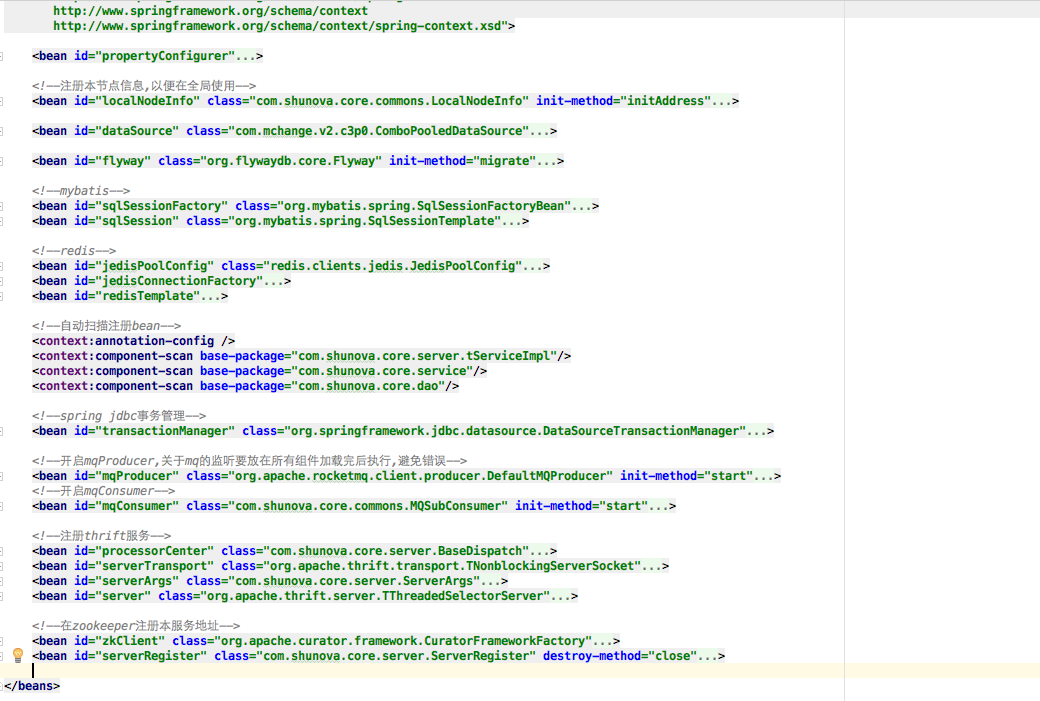 http://www.springframework.org/schema/context
http://www.springframework.org/schema/context/spring-context.xsd">
<bean id="propertyConfigurer"...>
<!--注册本节点信息,以便在全局使用-->
<bean id="localNodeInfo" class="com.shunova.core.commons.LocalNodeInfo" init-method="initAddress"...>
<bean id="dataSource" class="com.mchange.v2.c3p0.ComboPooledDataSource"...>
<bean id="flyway" class="org.flywaydb.core.Flyway" init-method="migrate"...>
<!--mybatis-->
<bean id="sqlSessionFactory" class="org.mybatis.spring.SqlSessionFactoryBean"...>
<bean id="sqlSession" class="org.mybatis.spring.SqlSessionTemplate"...>
<!--redis-->
<bean id="jedisPoolConfig" class="redis.clients.jedis.JedisPoolConfig"...>
<bean id="jedisConnectionFactory"...>
<bean id="redisTemplate"...>
<!--自动扫描注册bean-->
<context:annotation-config />
<context:component-scan base-package="com.shunova.core.server.tServiceImpl"/>
<context:component-scan base-package="com.shunova.core.service"/>
<context:component-scan base-package="com.shunova.core.dao"/>
<!--spring jdbc事务管理-->
<bean id="transactionManager" class="org.springframework.jdbc.datasource.DataSourceTransactionManager"...>
<!--开启mqProducer,关于mq的监听要放在所有组件加载完后执行,避免错误-->
<bean id="mqProducer" class="org.apache.rocketmq.client.producer.DefaultMQProducer" init-method="start"...>
<!--开启mqConsumer-->
<bean id="mqConsumer" class="com.shunova.core.commons.MQSubConsumer" init-method="start"...>
<!--注册thrift服务-->
<bean id="processorCenter" class="com.shunova.core.server.BaseDispatch"...>
<bean id="serverTransport" class="org.apache.thrift.transport.TNonblockingServerSocket"...>
<bean id="serverArgs" class="com.shunova.core.server.ServerArgs"...>
<bean id="server" class="org.apache.thrift.server.TThreadedSelectorServer"...>
<!--在zookeeper注册本服务地址-->
<bean id="zkClient" class="org.apache.curator.framework.CuratorFrameworkFactory"...>
<bean id="serverRegister" class="com.shunova.core.server.ServerRegister" destroy-method="close"...>
</beans>